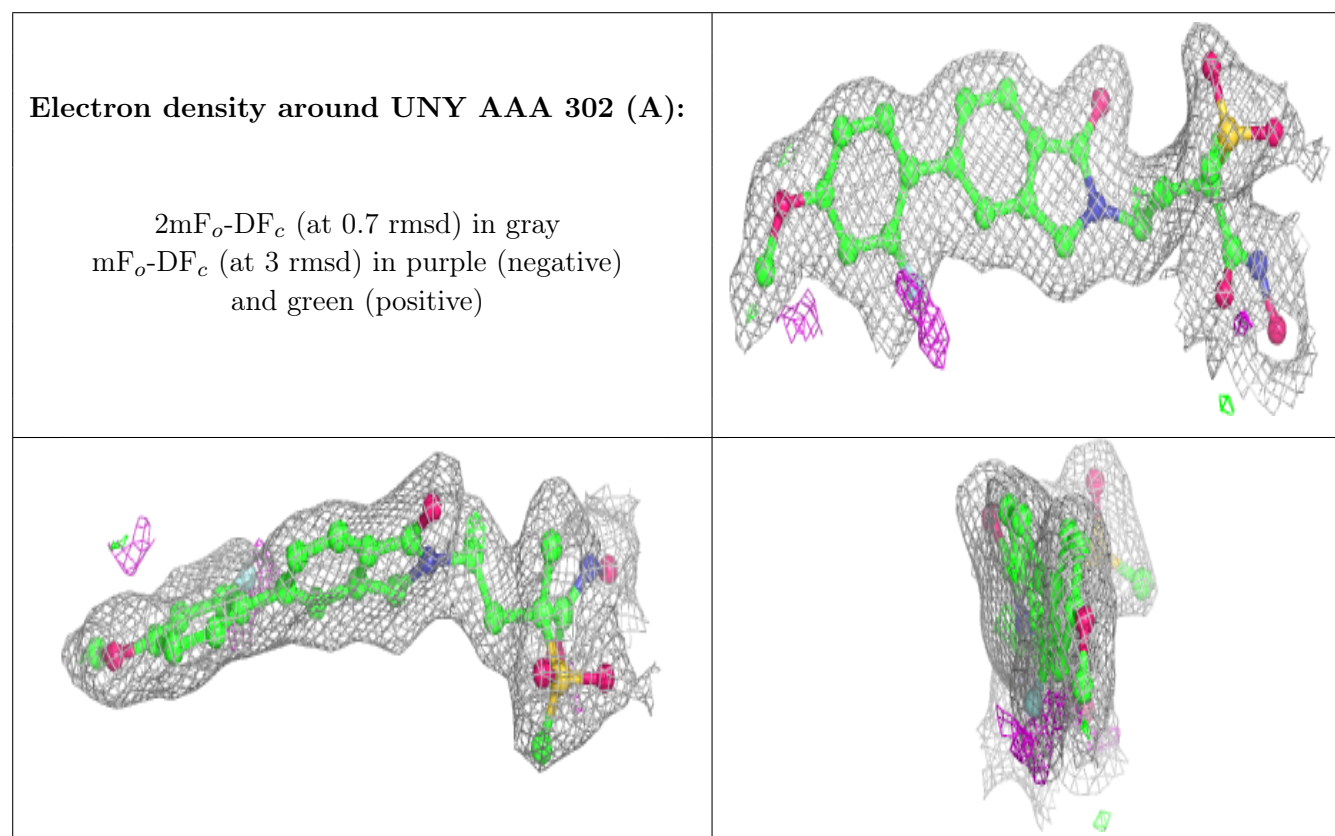 Electron density around UNY AAA 302 (A):
2mFo-DFc (at 0.7 rmsd) in gray
mFo-DFc (at 3 rmsd) in purple (negative)
and green (positive)